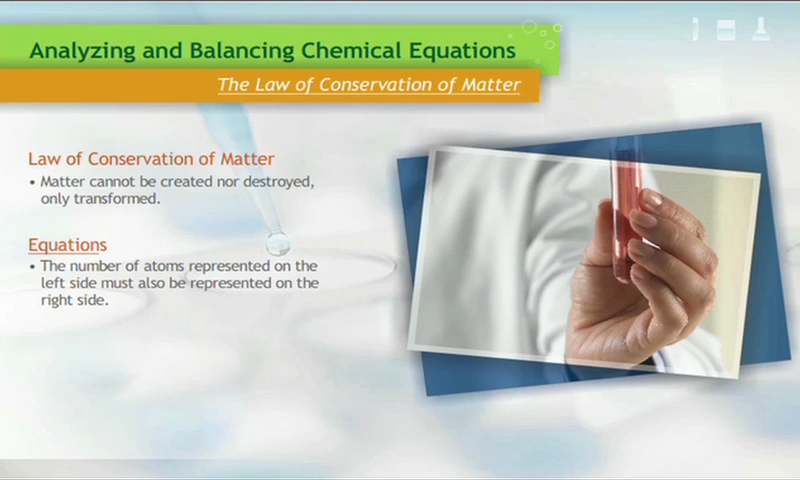 Analyzing and Balancing Chemical Equations
The Law of Conservation of Matter
Law of Conservation of Matter
• Matter cannot be created nor destroyed,
only transformed.
Equations
• The number of atoms represented on the
left side must also be represented on the
right side.